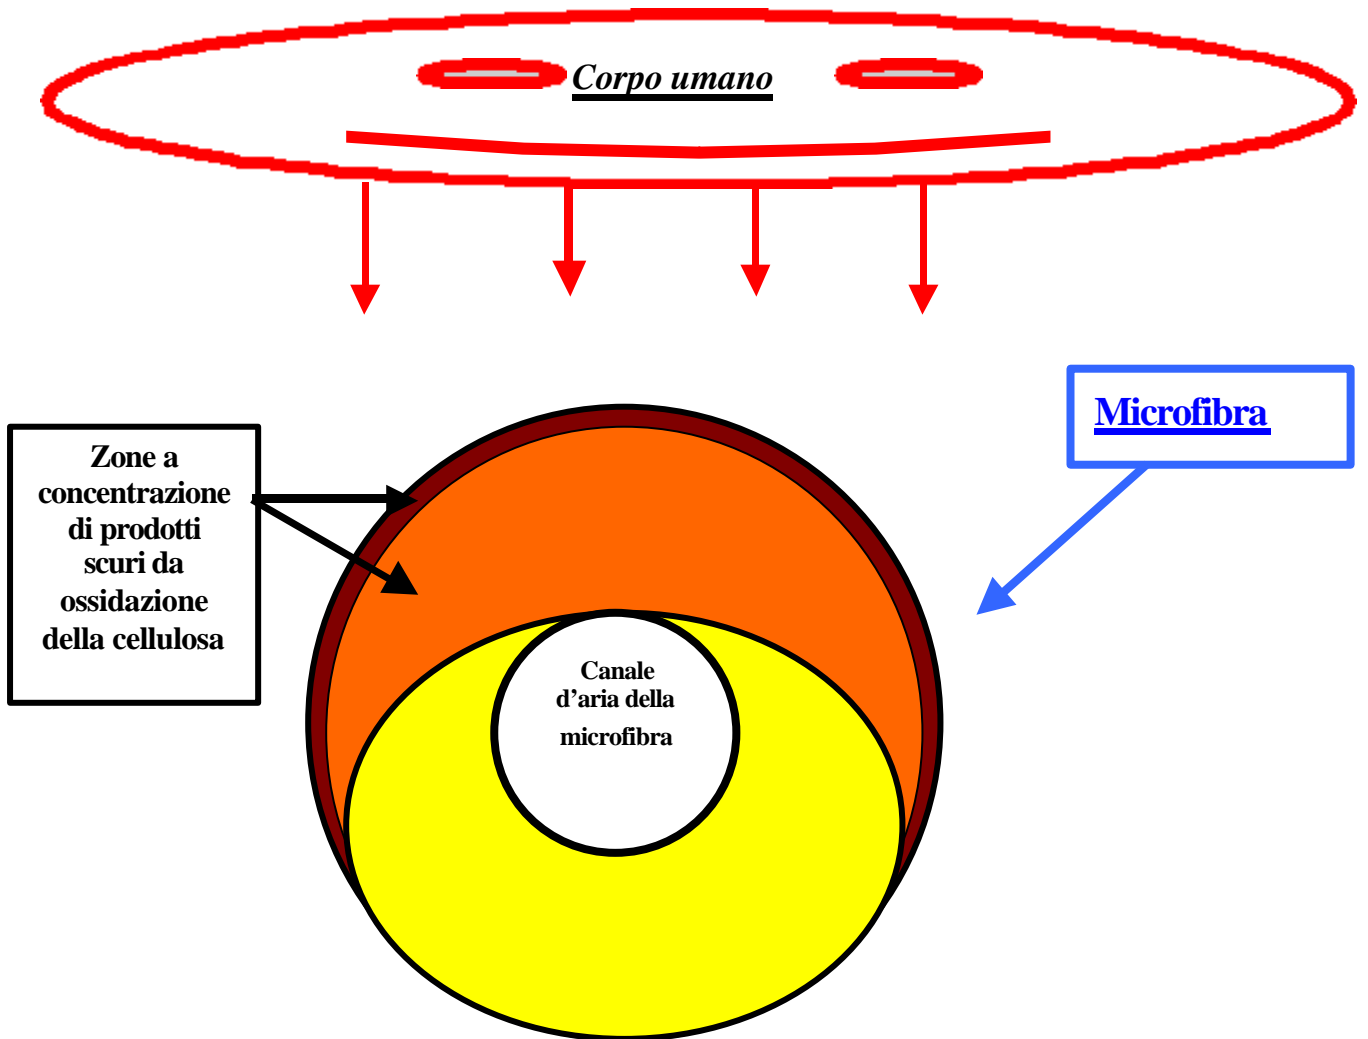 Corpo umano
Microfibra
Zone a
concentrazione
di prodotti
scuri da
ossidazione
della cellulosa
Canale
d’aria della
microfibra